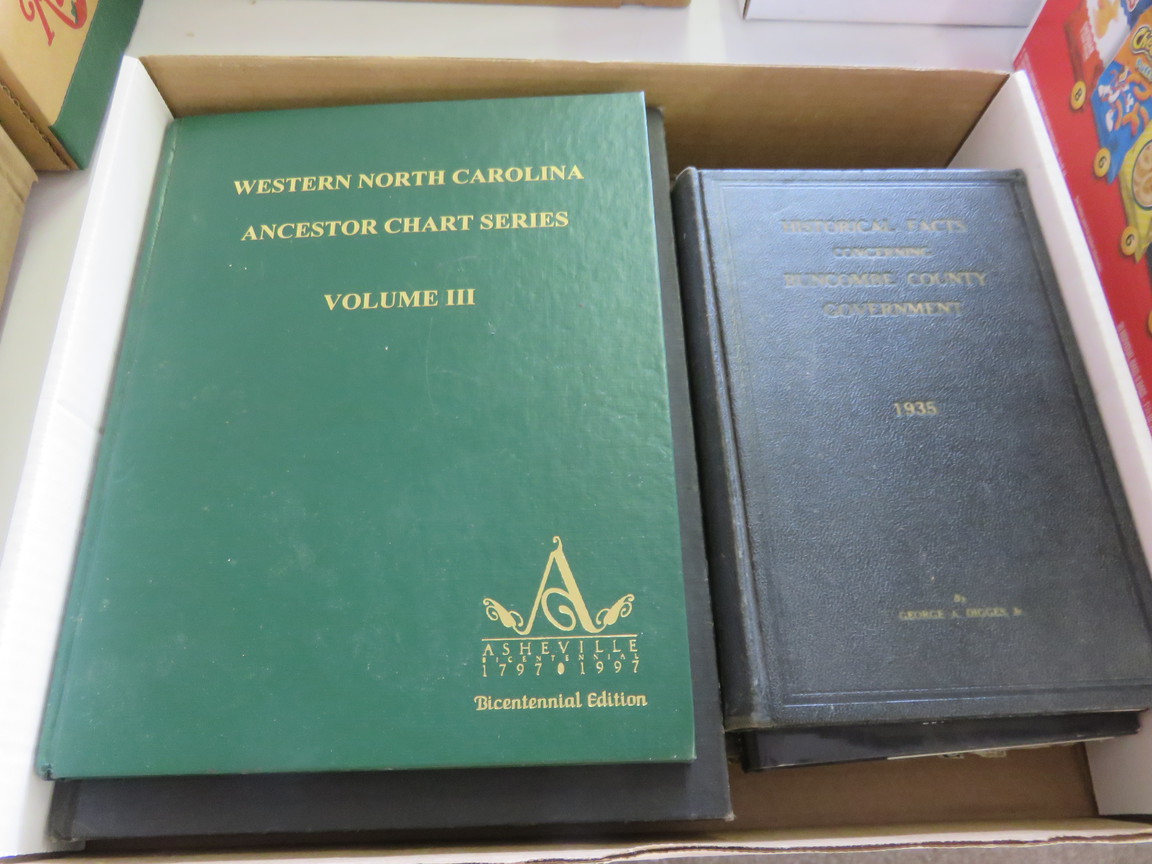 WESTERN NORTH CAROLINA
ANCESTOR CHART SERIES
VOLUME III
ASHEVILLE
BICENTENNIAL
1797 1997
Bicentennial Edition
HISTORICAL FACTS
CONCERNING
BUNCOMBE COUNTY
GOVERNMENT
1935
By
GEORGE A. DIGGES, Jr.